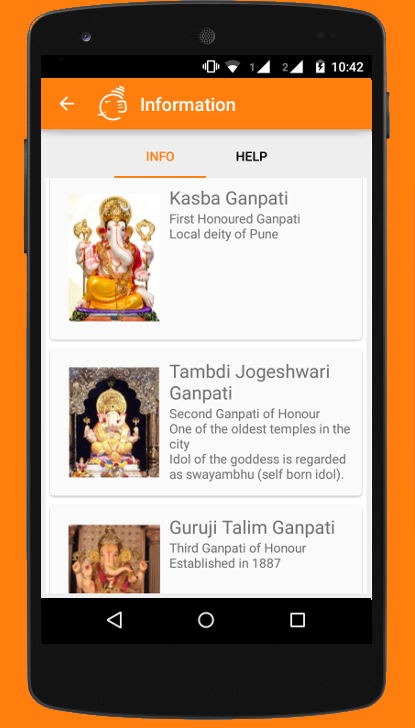 1 2 10:42
Information
INFO HELP
Kasba Ganpati
First Honoured Ganpati
Local deity of Pune
Tambdi Jogeshwari
Ganpati
Second Ganpati of Honour
One of the oldest temples in the
city
Idol of the goddess is regarded
as swayambhu (self born idol).
Guruji Talim Ganpati
Third Ganpati of Honour
Established in 1887